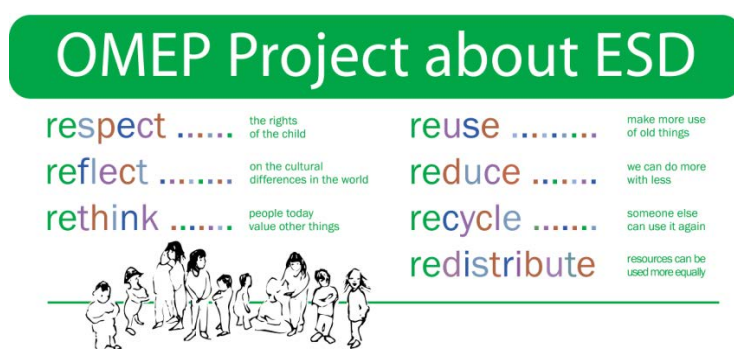 OMEP Project about ESD
respect ...... the rights
of the child
reflect ........ on the cultural
differences in the world
rethink ....... people today
value other things
reuse ......... make more use
of old things
reduce ....... we can do more
with less
recycle ....... someone else
can use it again
redistribute resources can be
used more equally